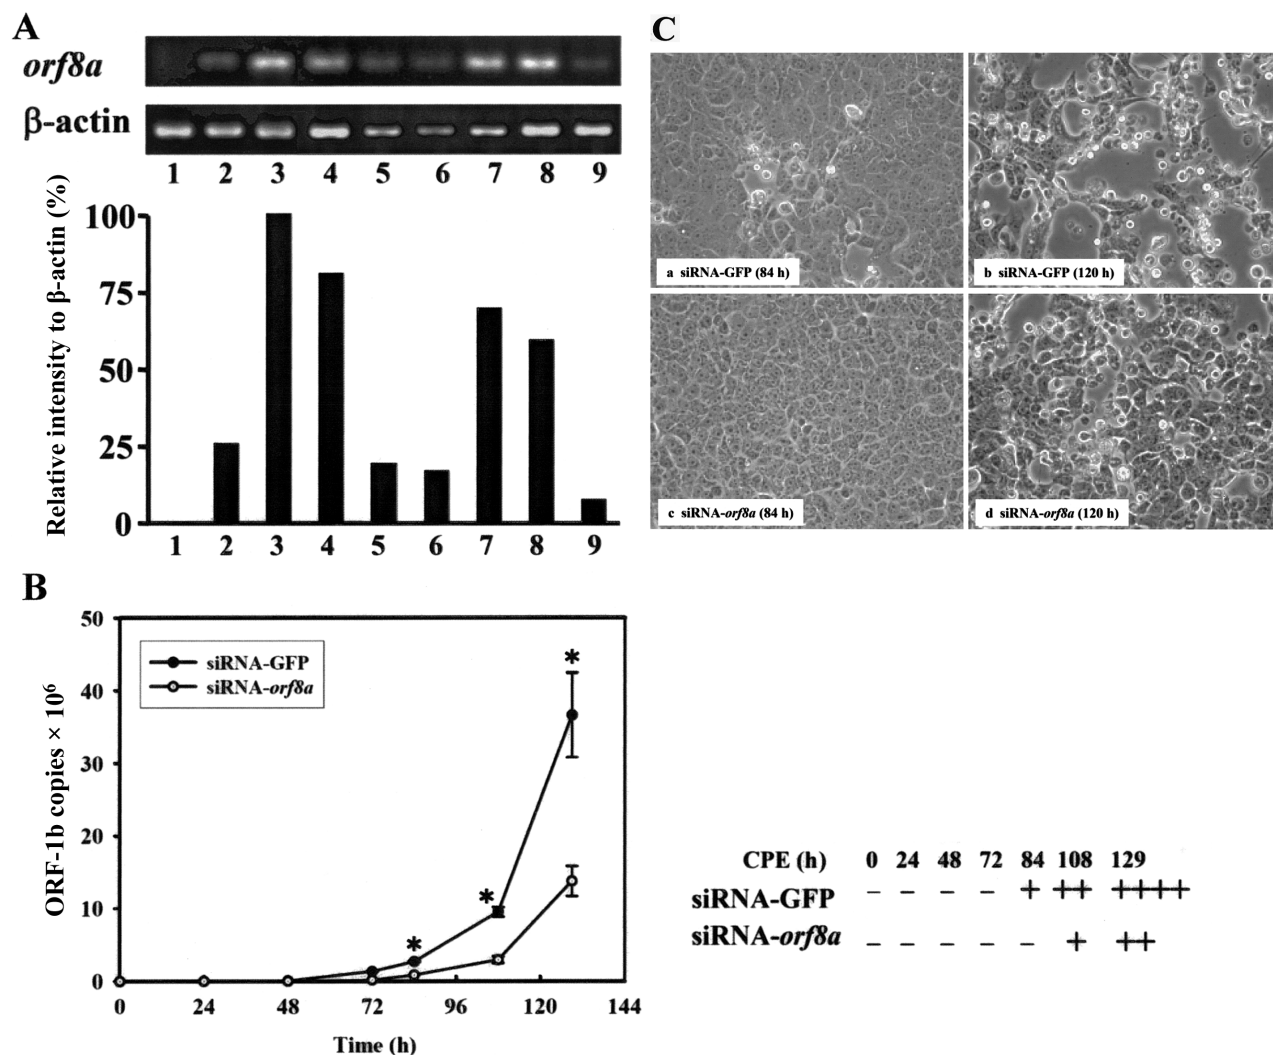 A
orf8a
β-actin
1 2 3 4 5 6 7 8 9
Relative intensity to β-actin (%)
100
75
50
25
0
1 2 3 4 5 6 7 8 9
C
a siRNA-GFP (84 h)
b siRNA-GFP (120 h)
c siRNA-orf8a (84 h)
d siRNA-orf8a (120 h)
B
ORF-1b copies × 10⁶
50
40
30
20
10
0
siRNA-GFP
siRNA-orf8a
*
*
*
0 24 48 72 96 120 144
Time (h)
CPE (h) 0 24 48 72 84 108 129
siRNA-GFP – – – – + ++ ++++
siRNA-orf8a – – – – – + ++